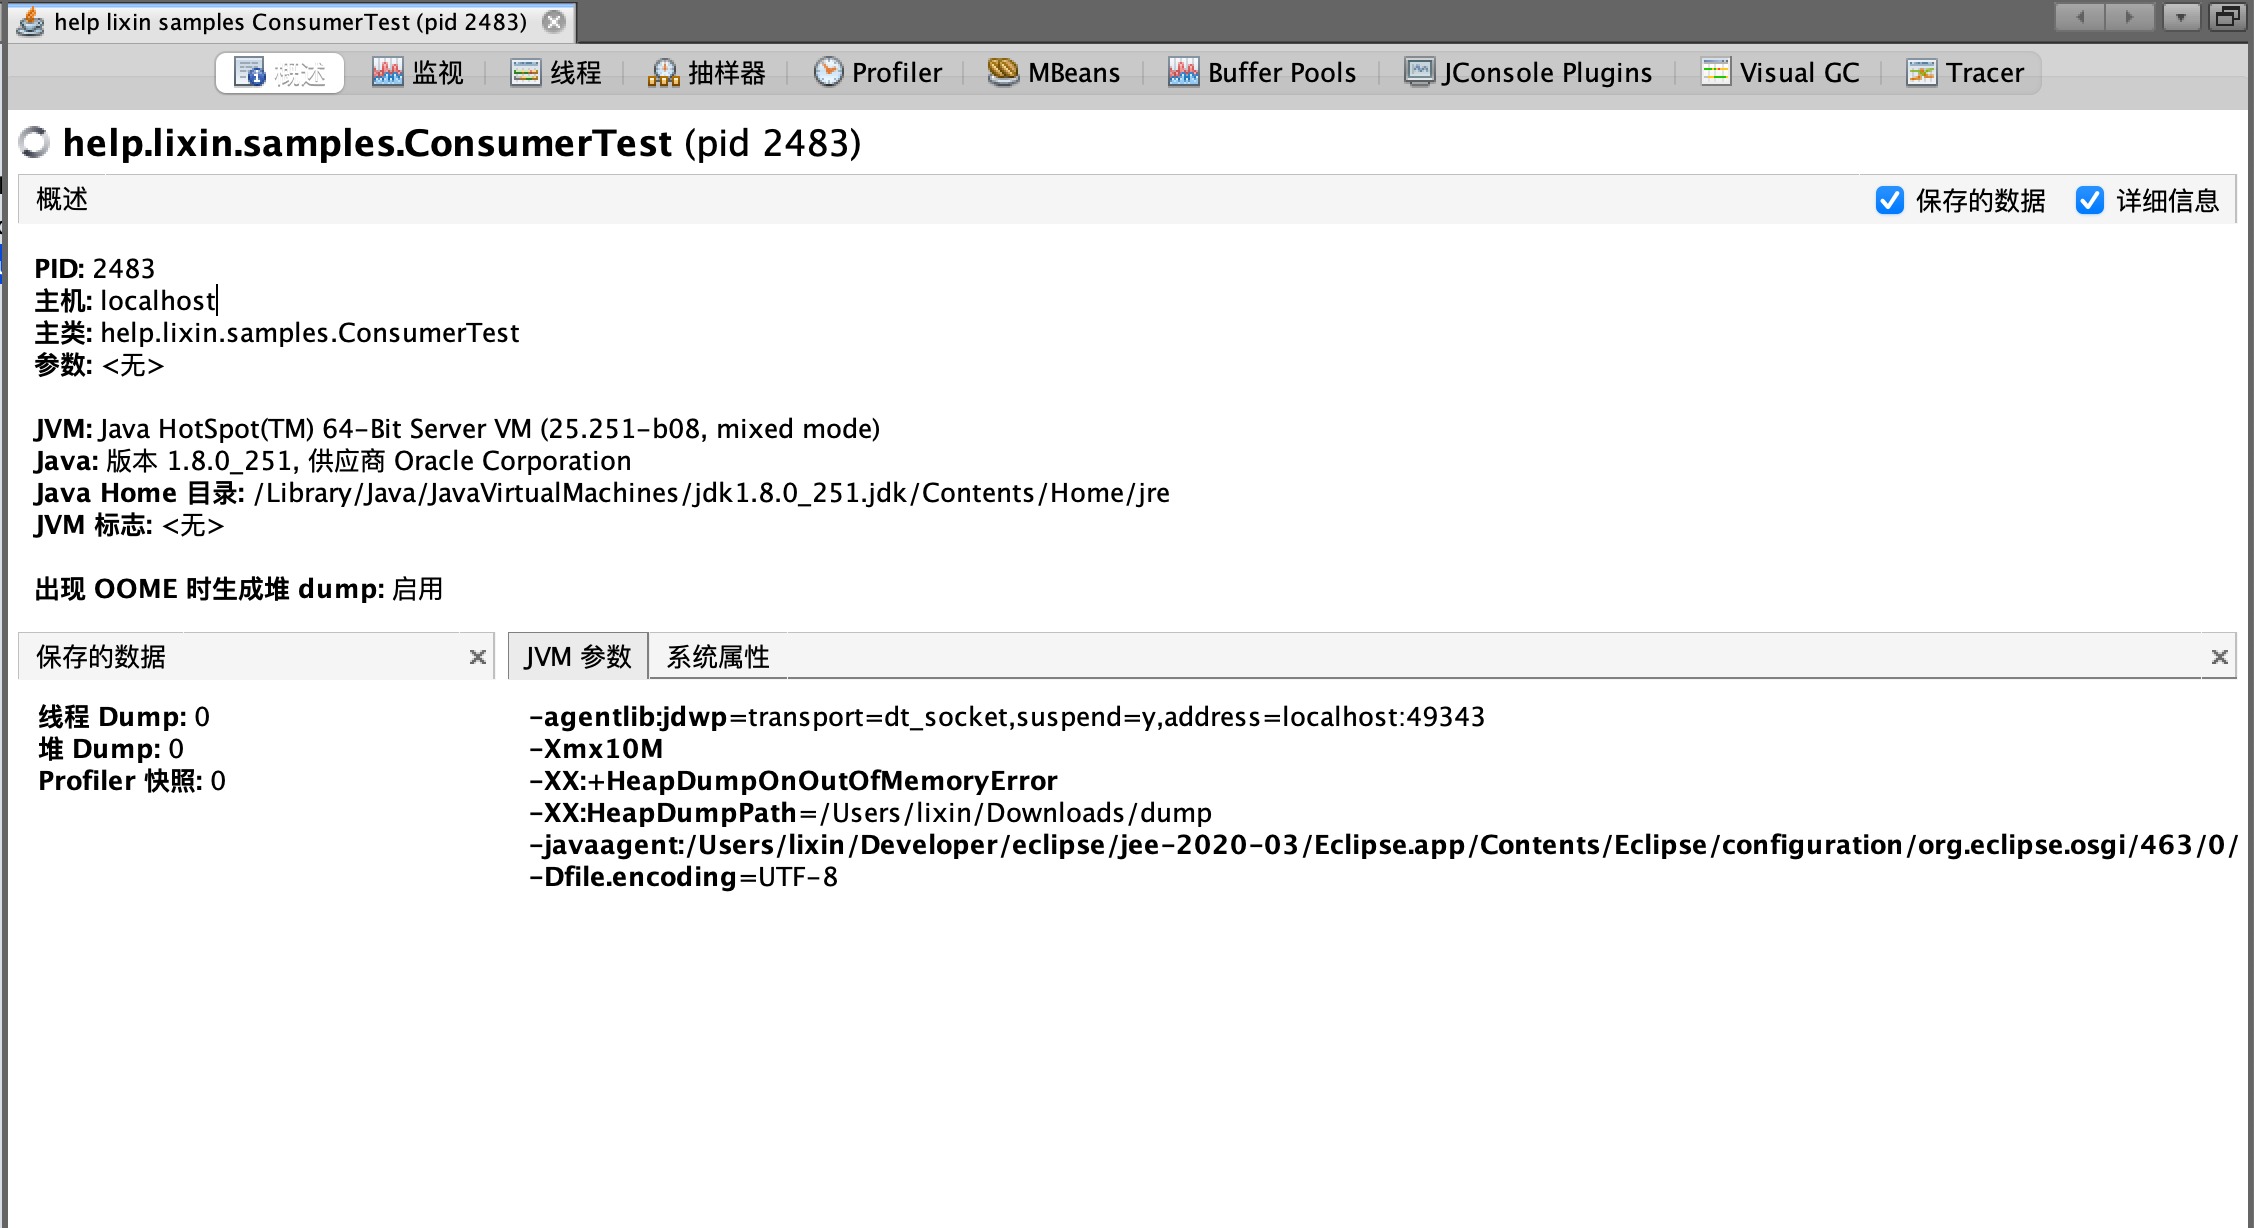 help lixin samples ConsumerTest (pid 2483)
概述 监视 线程 抽样器 Profiler MBeans Buffer Pools JConsole Plugins Visual GC Tracer
help.lixin.samples.ConsumerTest (pid 2483)
概述 保存的数据 详细信息
PID: 2483
主机: localhost
主类: help.lixin.samples.ConsumerTest
参数: <无>
JVM: Java HotSpot(TM) 64-Bit Server VM (25.251-b08, mixed mode)
Java: 版本 1.8.0_251, 供应商 Oracle Corporation
Java Home 目录: /Library/Java/JavaVirtualMachines/jdk1.8.0_251.jdk/Contents/Home/jre
JVM 标志: <无>
出现 OOME 时生成堆 dump: 启用
保存的数据
线程 Dump: 0
堆 Dump: 0
Profiler 快照: 0
JVM 参数 系统属性
-agentlib:jdwp=transport=dt_socket,suspend=y,address=localhost:49343
-Xmx10M
-XX:+HeapDumpOnOutOfMemoryError
-XX:HeapDumpPath=/Users/lixin/Downloads/dump
-javaagent:/Users/lixin/Developer/eclipse/jee-2020-03/Eclipse.app/Contents/Eclipse/configuration/org.eclipse.osgi/463/0/
-Dfile.encoding=UTF-8